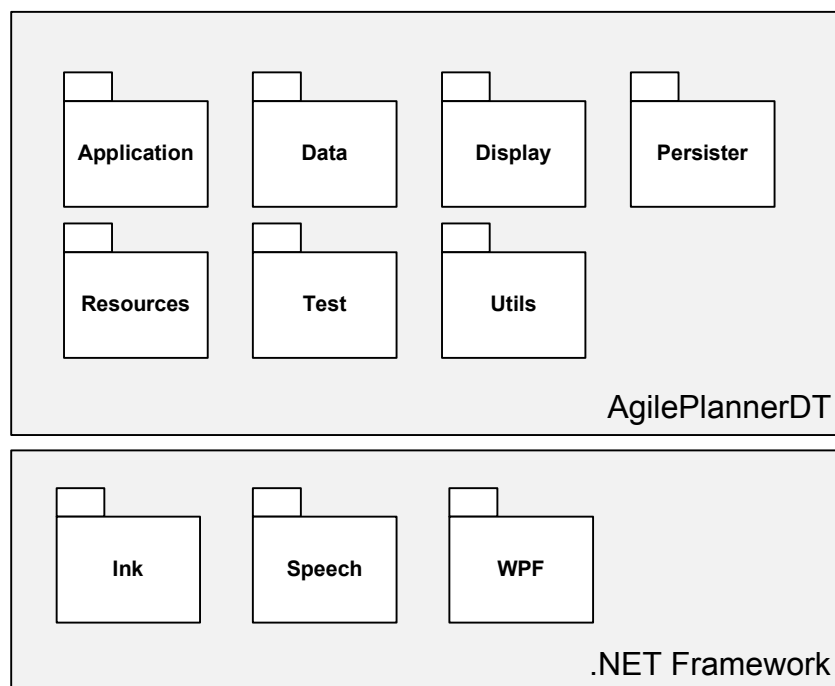 Application
Data
Display
Persister
Resources
Test
Utils
AgilePlannerDT
Ink
Speech
WPF
.NET Framework